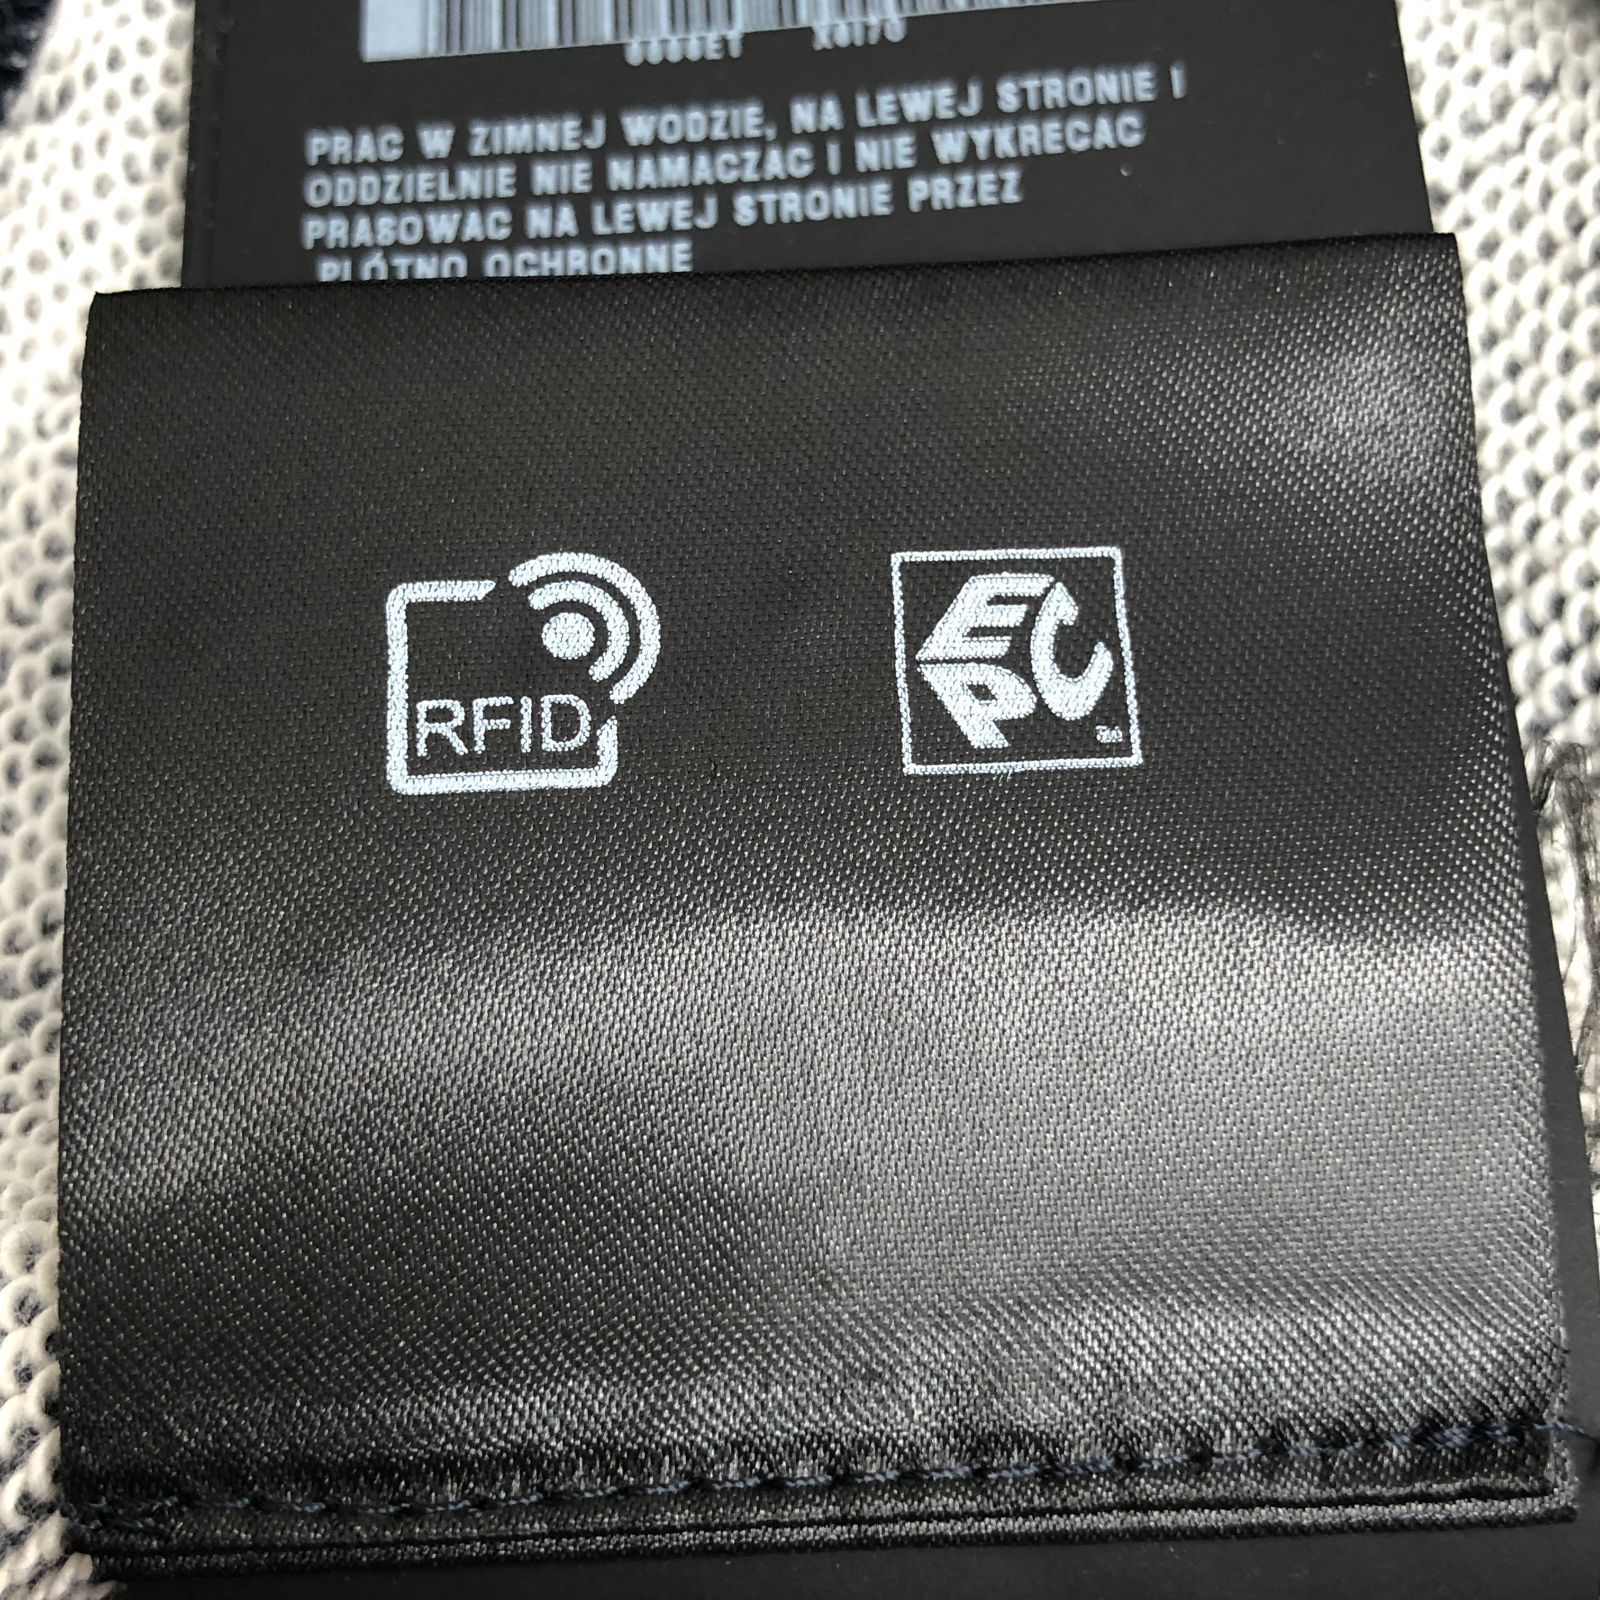 PRAC W ZIMNEJ WODZIE, NA LEWEJ STRONIE I
ODDZIELNIE NIE NAMACZAC I NIE WYKRECAC
PRASOWAC NA LEWEJ STRONIE PRZEZ
PLÓTNO OCHRONNE
RFID
EPC